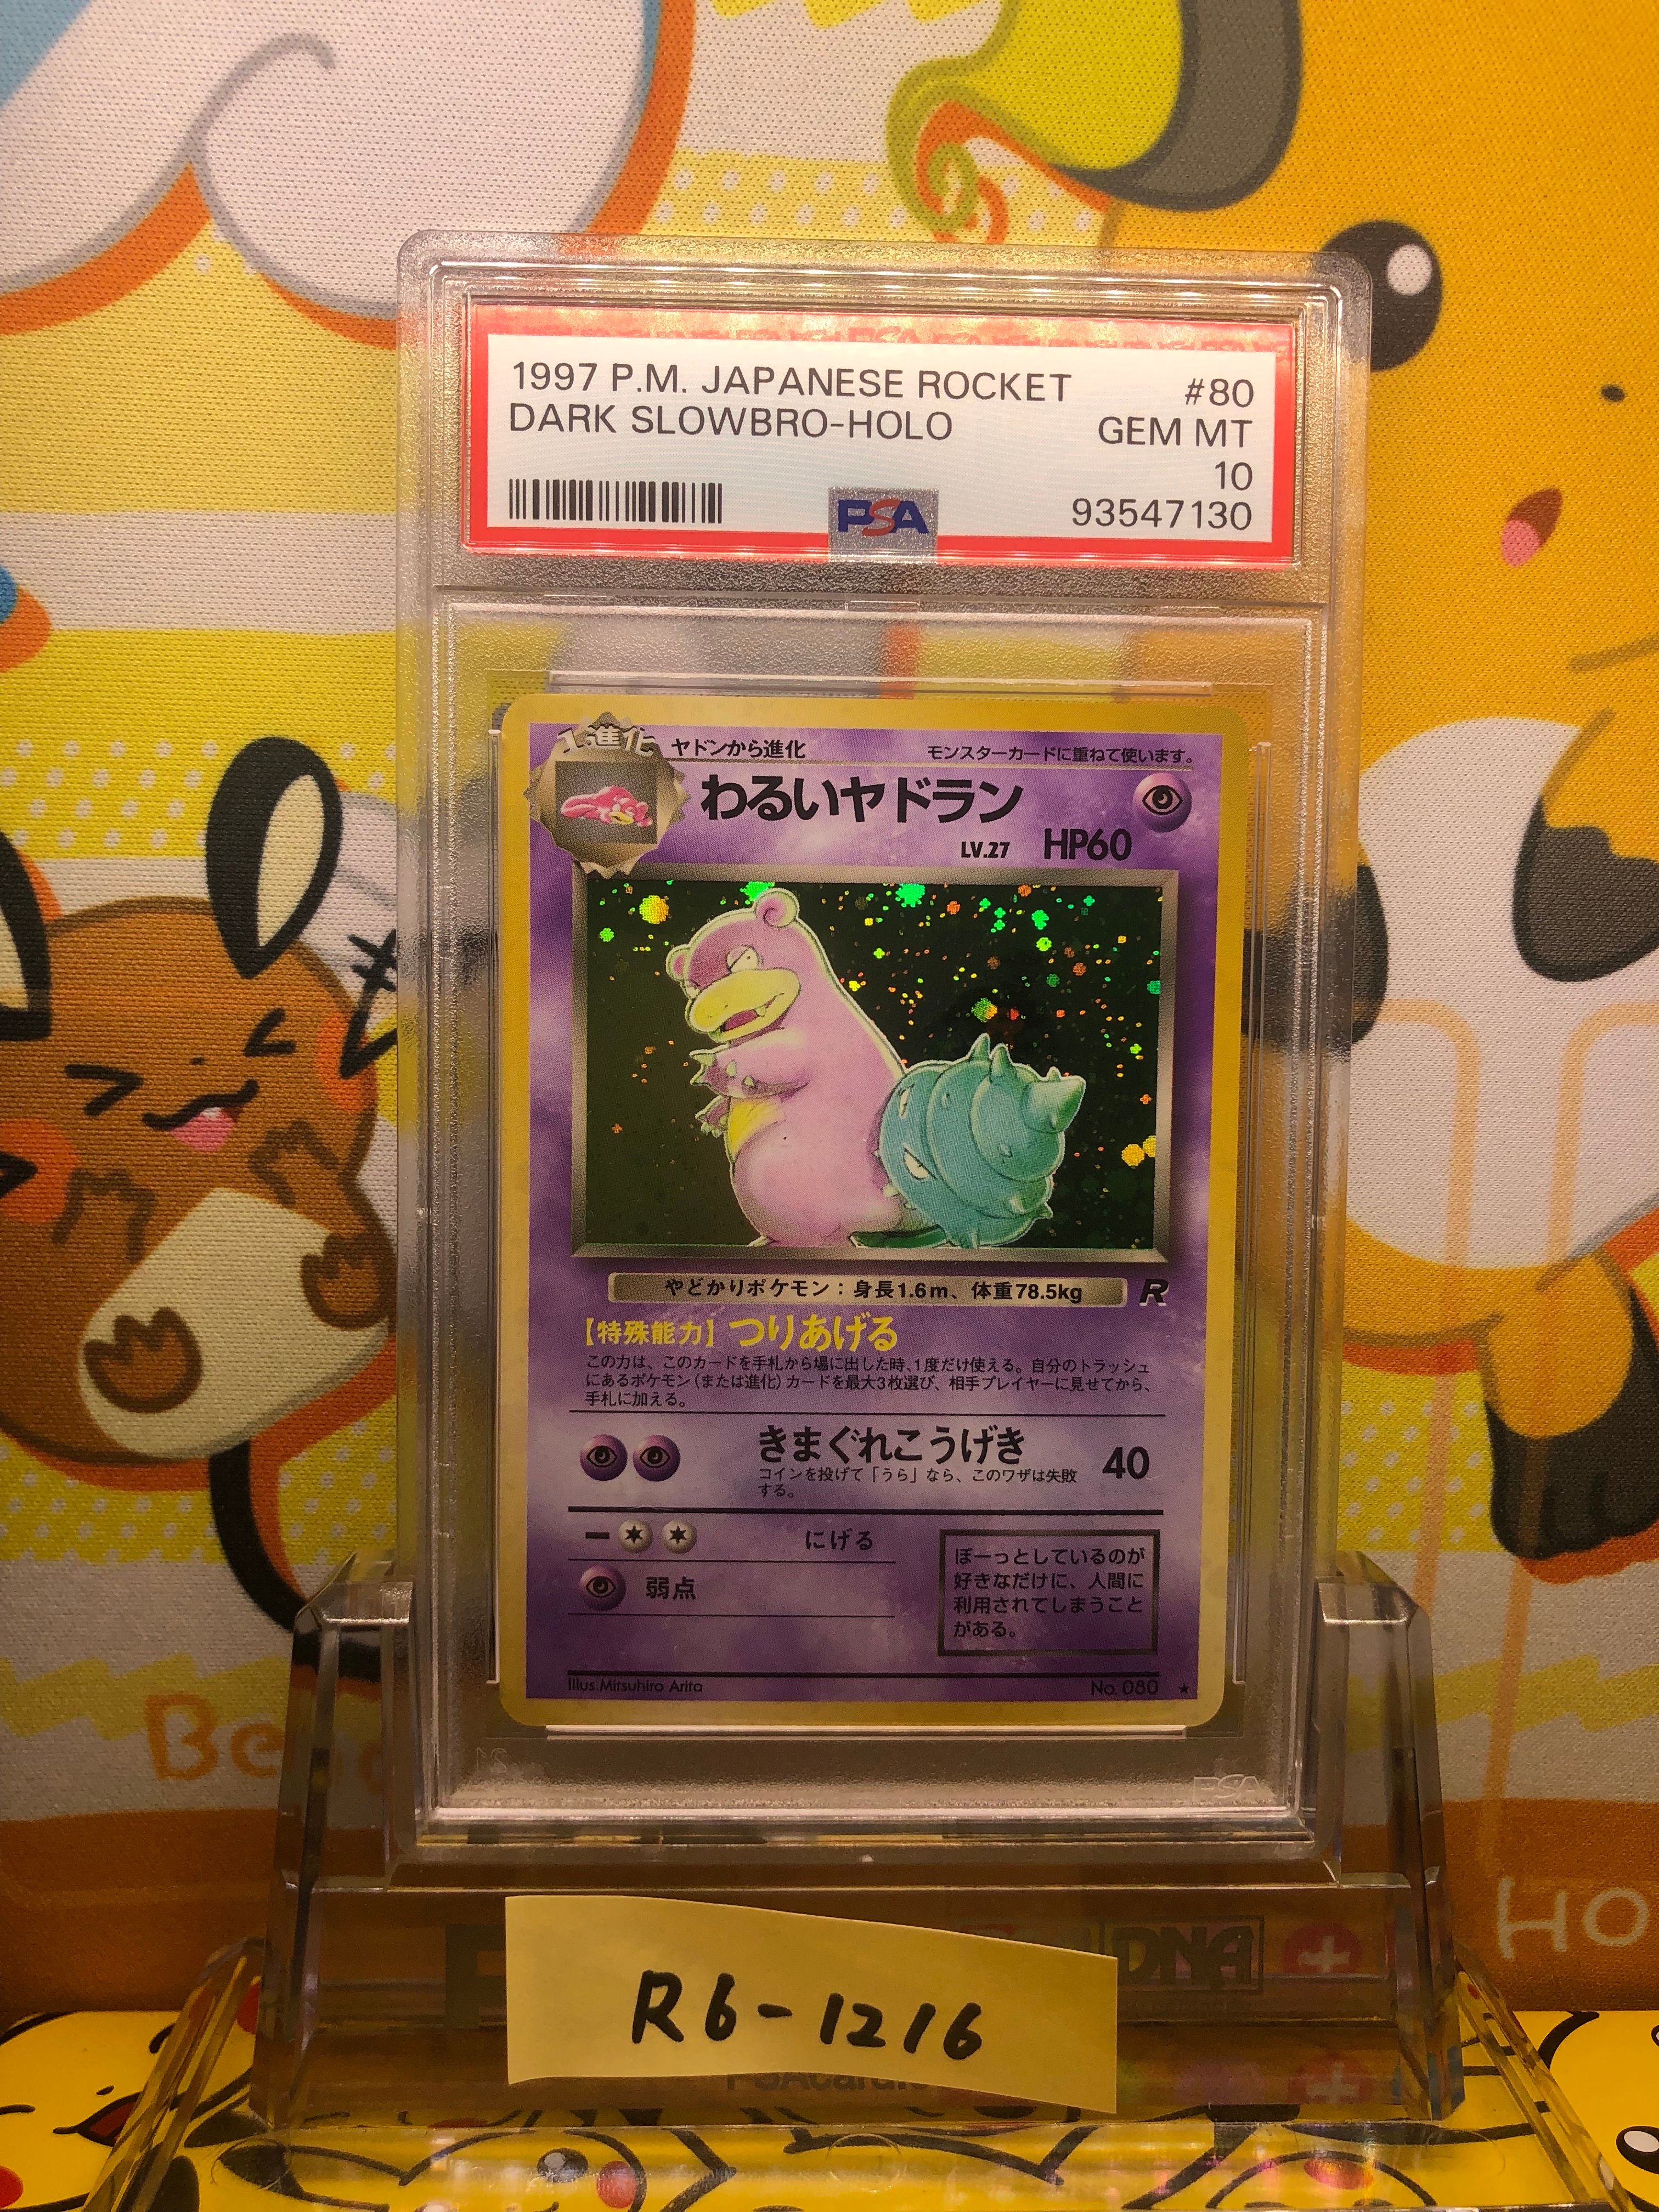 1997 P.M. JAPANESE ROCKET #80
DARK SLOWBRO-HOLO GEM MT
10
PSA 93547130
1進化 ヤドンから進化 モンスターカードに重ねて使います。
わるいヤドラン
LV.27 HP60
やどかりポケモン：身長1.6m、体重78.5kg R
【特殊能力】つりあげる
この力は、このカードを手札から場に出した時、1度だけ使える。自分のトラッシュ
にあるポケモン（または進化）カードを最大3枚選び、相手プレイヤーに見せてから、
手札に加える。
きまぐれこうげき 40
コインを投げて「うら」なら、このワザは失敗
する。
にげる
弱点
ぼーっとしているのが
好きなだけに、人間に
利用されてしまうこと
がある。
Illus.Mitsuhiro Arita No.080 ★
PSA
DNA
R6-1216
Be
HO